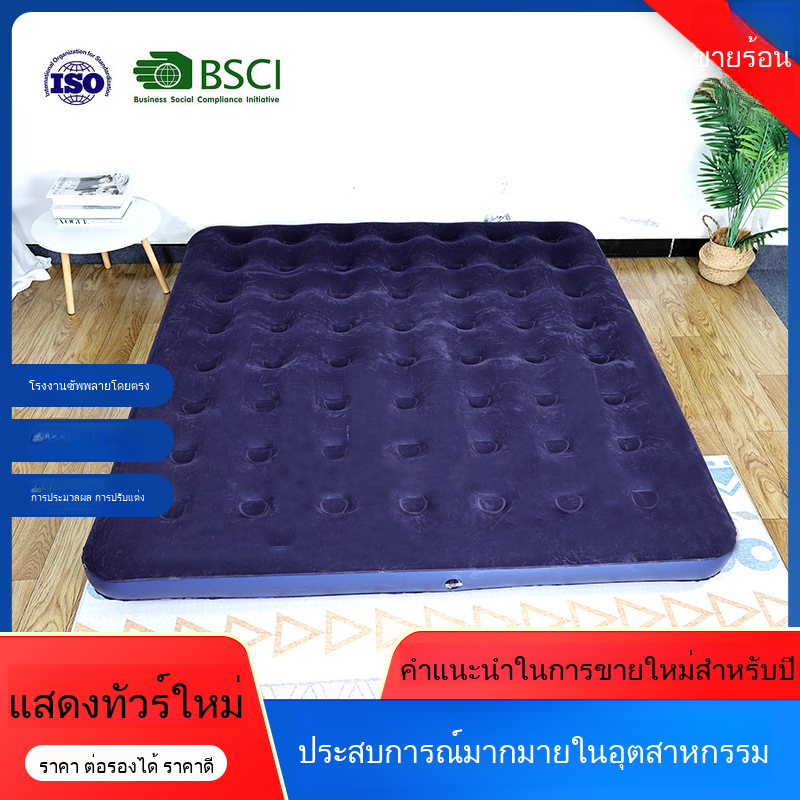 International Organization for Standardization
ISO
BSCI
Business Social Compliance Initiative
ขายร้อน
VOGUE
โรงงานซัพพลายโดยตรง
การประมวลผล การปรับแต่ง
แสดงทัวร์ใหม่
คำแนะนำในการขายใหม่สำหรับปี
ราคา ต่อรองได้ ราคาดี
ประสบการณ์มากมายในอุตสาหกรรม